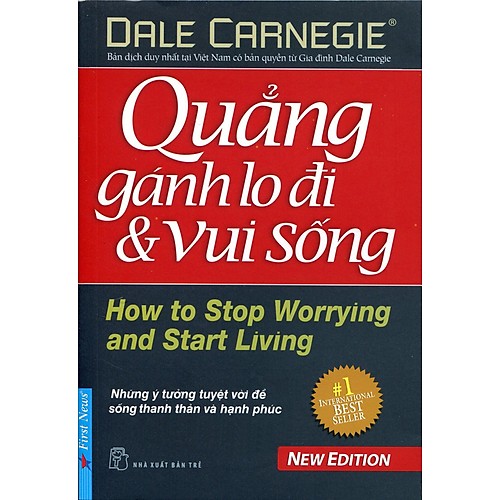 DALE CARNEGIE®
Bản dịch duy nhất tại Việt Nam có bản quyền từ Gia đình Dale Carnegie
Quẳng
gánh lo đi
& vui sống
How to Stop Worrying
and Start Living
Những ý tưởng tuyệt vời để
sống thanh thản và hạnh phúc
#1
INTERNATIONAL
BEST
SELLER
First News
NHÀ XUẤT BẢN TRẺ
NEW EDITION